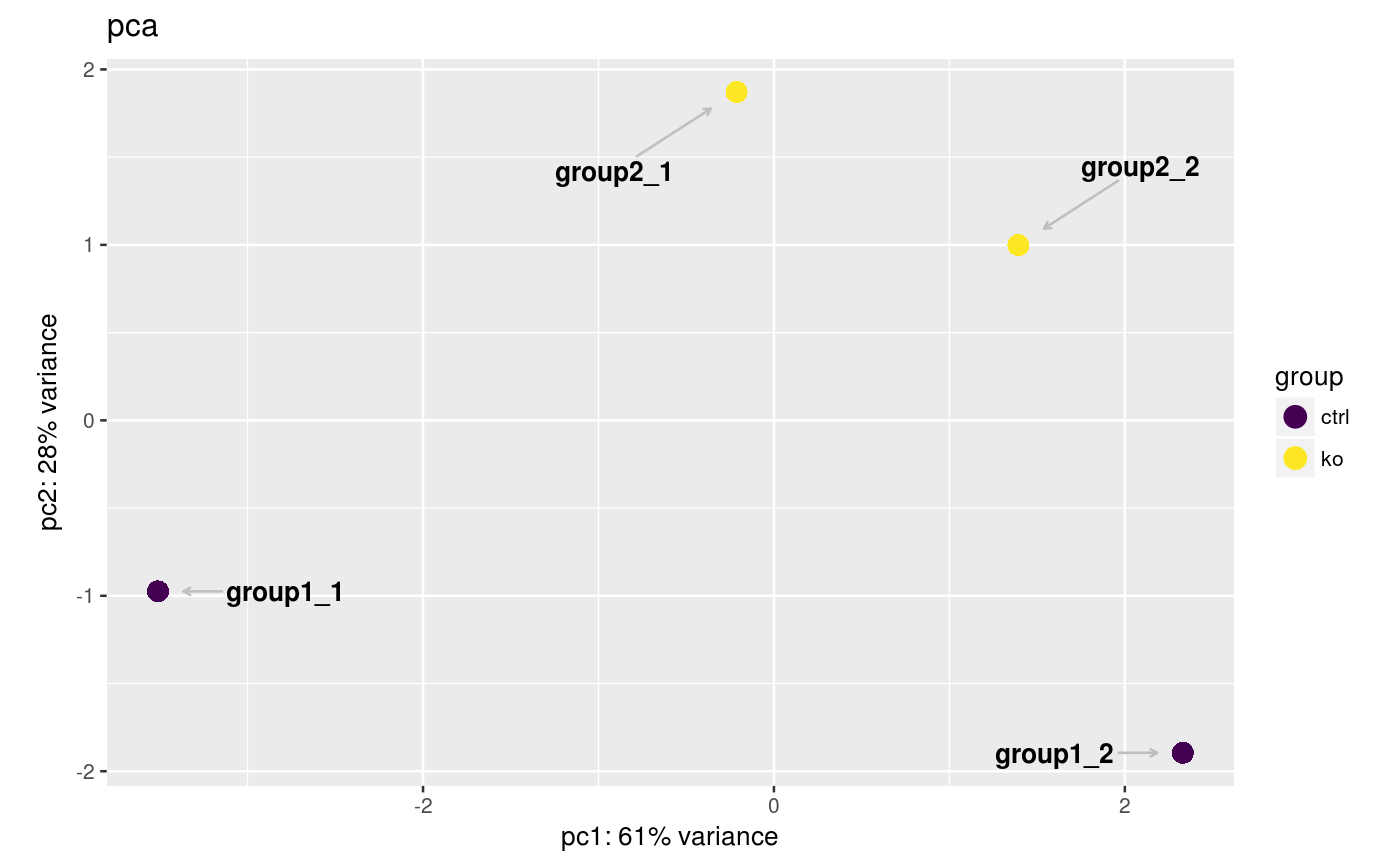 pca
2
group2_1
group2_2
1
pc2: 28% variance
0
group
ctrl
ko
-1
group1_1
group1_2
-2
-2 0 2
pc1: 61% variance